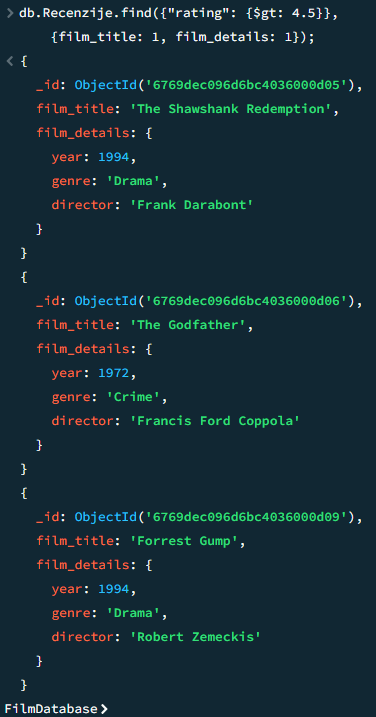 > db.Recenzije.find({"rating": {$gt: 4.5}},
{film_title: 1, film_details: 1});
< {
_id: ObjectId('6769dec096d6bc4036000d05'),
film_title: 'The Shawshank Redemption',
film_details: {
year: 1994,
genre: 'Drama',
director: 'Frank Darabont'
}
}
{
_id: ObjectId('6769dec096d6bc4036000d06'),
film_title: 'The Godfather',
film_details: {
year: 1972,
genre: 'Crime',
director: 'Francis Ford Coppola'
}
}
{
_id: ObjectId('6769dec096d6bc4036000d09'),
film_title: 'Forrest Gump',
film_details: {
year: 1994,
genre: 'Drama',
director: 'Robert Zemeckis'
}
}
FilmDatabase>